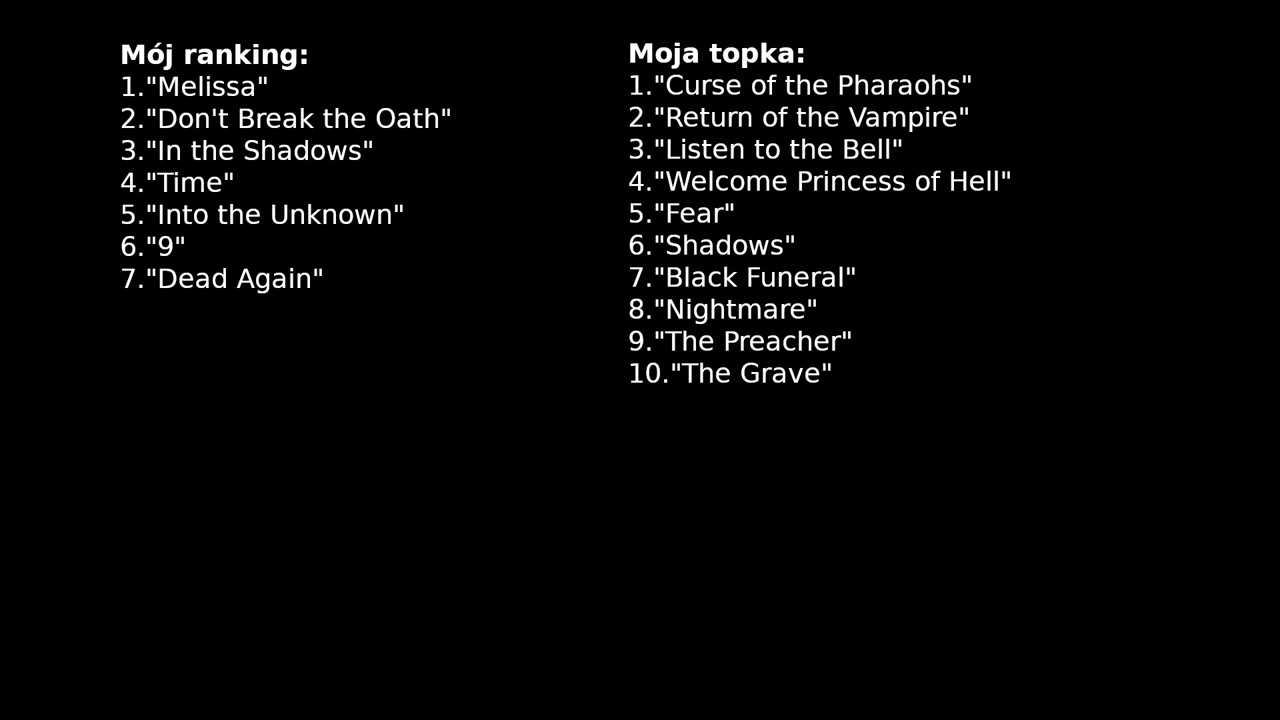 Mój ranking:
1."Melissa"
2."Don't Break the Oath"
3."In the Shadows"
4."Time"
5."Into the Unknown"
6."9"
7."Dead Again"
Moja topka:
1."Curse of the Pharaohs"
2."Return of the Vampire"
3."Listen to the Bell"
4."Welcome Princess of Hell"
5."Fear"
6."Shadows"
7."Black Funeral"
8."Nightmare"
9."The Preacher"
10."The Grave"